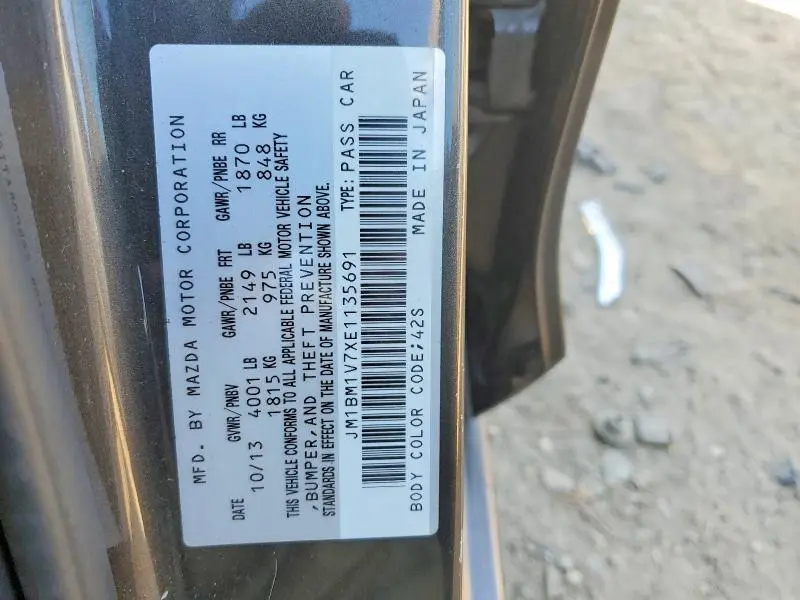 MFD. BY MAZDA MOTOR CORPORATION
DATE GVWR/PNBV GAWR/PNBE FRT GAWR/PNBE RR
10/13 4001 LB 2149 LB 1870 LB
1815 KG 975 KG 848 KG
THIS VEHICLE CONFORMS TO ALL APPLICABLE FEDERAL MOTOR VEHICLE SAFETY
,BUMPER,AND THEFT PREVENTION
STANDARDS IN EFFECT ON THE DATE OF MANUFACTURE SHOWN ABOVE.
JM1BM1V7XE1135691 TYPE: PASS CAR
BODY COLOR CODE;42S MADE IN JAPAN